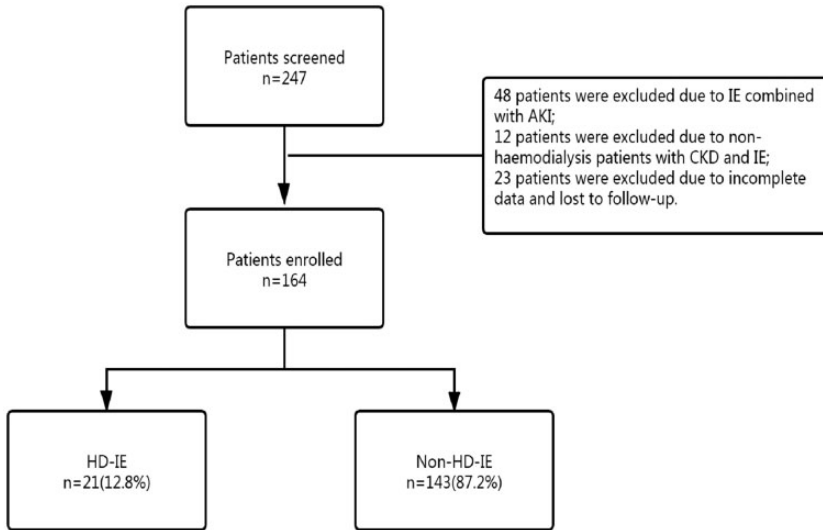 Patients screened
n=247
48 patients were excluded due to IE combined
with AKI;
12 patients were excluded due to non-
haemodialysis patients with CKD and IE;
23 patients were excluded due to incomplete
data and lost to follow-up.
Patients enrolled
n=164
HD-IE
n=21(12.8%)
Non-HD-IE
n=143(87.2%)